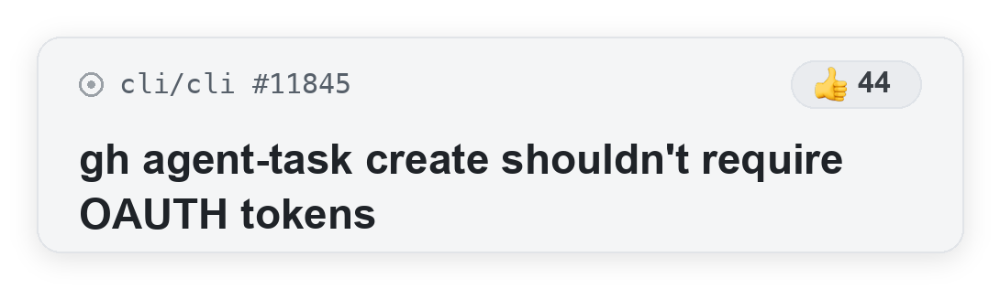 cli/cli #11845
👍 44
gh agent-task create shouldn't require
OAUTH tokens